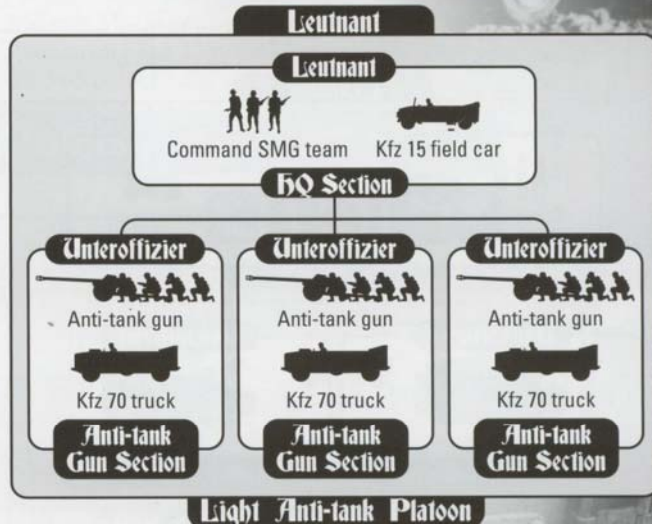 Leutnant
Leutnant
Command SMG team
Kfz 15 field car
HQ Section
Unteroffizier
Anti-tank gun
Kfz 70 truck
Anti-tank
Gun Section
Unteroffizier
Anti-tank gun
Kfz 70 truck
Anti-tank
Gun Section
Unteroffizier
Anti-tank gun
Kfz 70 truck
Anti-tank
Gun Section
Light Anti-tank Platoon